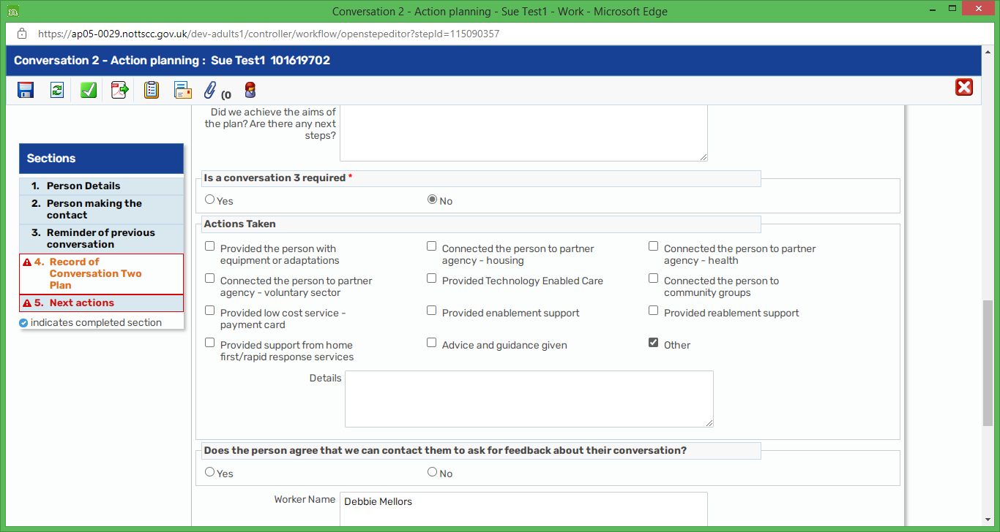 Conversation 2 - Action planning - Sue Test1 - Work - Microsoft Edge
https://ap05-0029.nottscc.gov.uk/dev-adults1/controller/workflow/openstepeditor?stepId=115090357
Conversation 2 - Action planning : Sue Test1 101619702
(0
Sections
1. Person Details
2. Person making the
contact
3. Reminder of previous
conversation
4. Record of
Conversation Two
Plan
5. Next actions
indicates completed section
Did we achieve the aims of
the plan? Are there any next
steps?
Is a conversation 3 required *
Yes No
Actions Taken
Provided the person with
equipment or adaptations
Connected the person to partner
agency - housing
Connected the person to partner
agency - health
Connected the person to partner
agency - voluntary sector
Provided Technology Enabled Care
Connected the person to
community groups
Provided low cost service -
payment card
Provided enablement support
Provided reablement support
Provided support from home
first/rapid response services
Advice and guidance given
Other
Details
Does the person agree that we can contact them to ask for feedback about their conversation?
Yes No
Worker Name Debbie Mellors